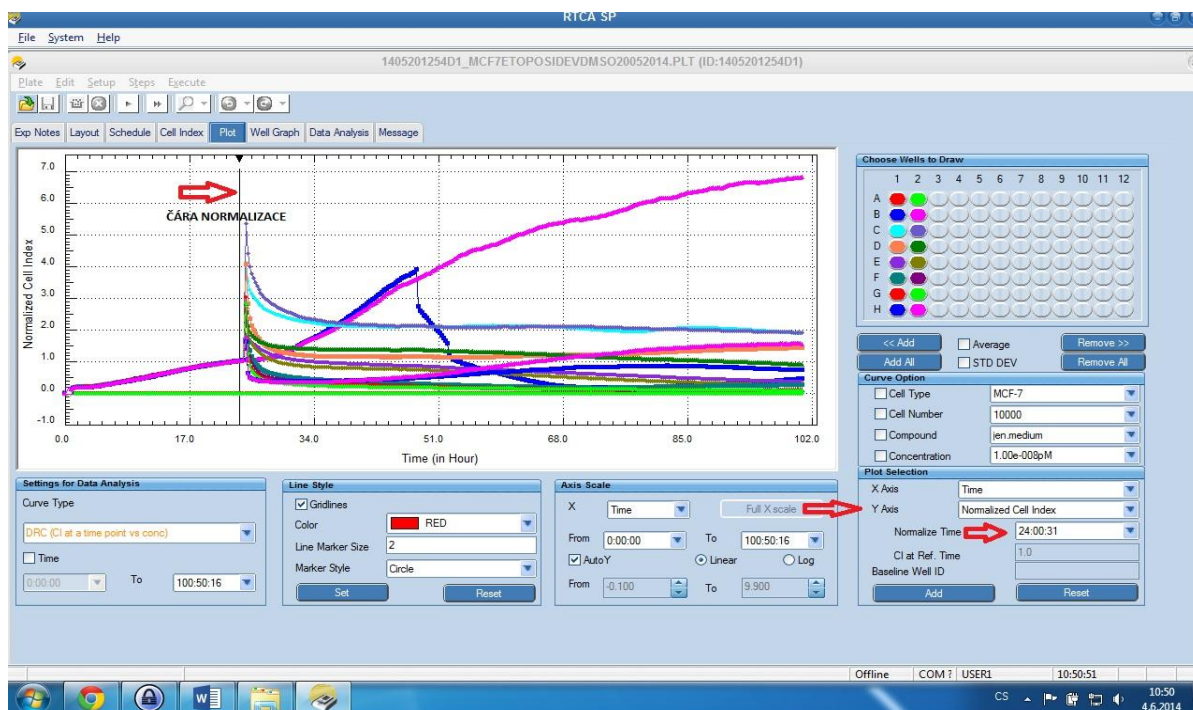 RTCA SP
File System Help
1405201254D1_MCF7ETOPOSIDEVDMSO20052014.PLT (ID:1405201254D1)
Plate Edit Setup Steps Execute
Exp Notes Layout Schedule Cell Index Plot Well Graph Data Analysis Message
7.0
6.0
5.0
4.0
3.0
2.0
1.0
0.0
-1.0
Normalized Cell Index
ČÁRA NORMALIZACE
0.0 17.0 34.0 51.0 68.0 85.0 102.0
Time (in Hour)
Choose Wells to Draw
1 2 3 4 5 6 7 8 9 10 11 12
A
B
C
D
E
F
G
H
<< Add Average Remove >>
Add All STD DEV Remove All
Curve Option
Cell Type MCF-7
Cell Number 10000
Compound jen.medium
Concentration 1.00e-008pM
Plot Selection
X Axis Time
Y Axis Normalized Cell Index
Normalize Time 24:00:31
CI at Ref. Time 1.0
Baseline Well ID
Add Reset
Settings for Data Analysis
Curve Type
DRC (CI at a time point vs conc)
Time
0:00:00 To 100:50:16
Line Style
Gridlines
Color RED
Line Marker Size 2
Marker Style Circle
Set Reset
Axis Scale
X Time Full X scale
From 0:00:00 To 100:50:16
Auto Y Linear Log
From -0.100 To 9.900
Offline COM ? USER1 10:50:51
CS 10:50
4.6.2014